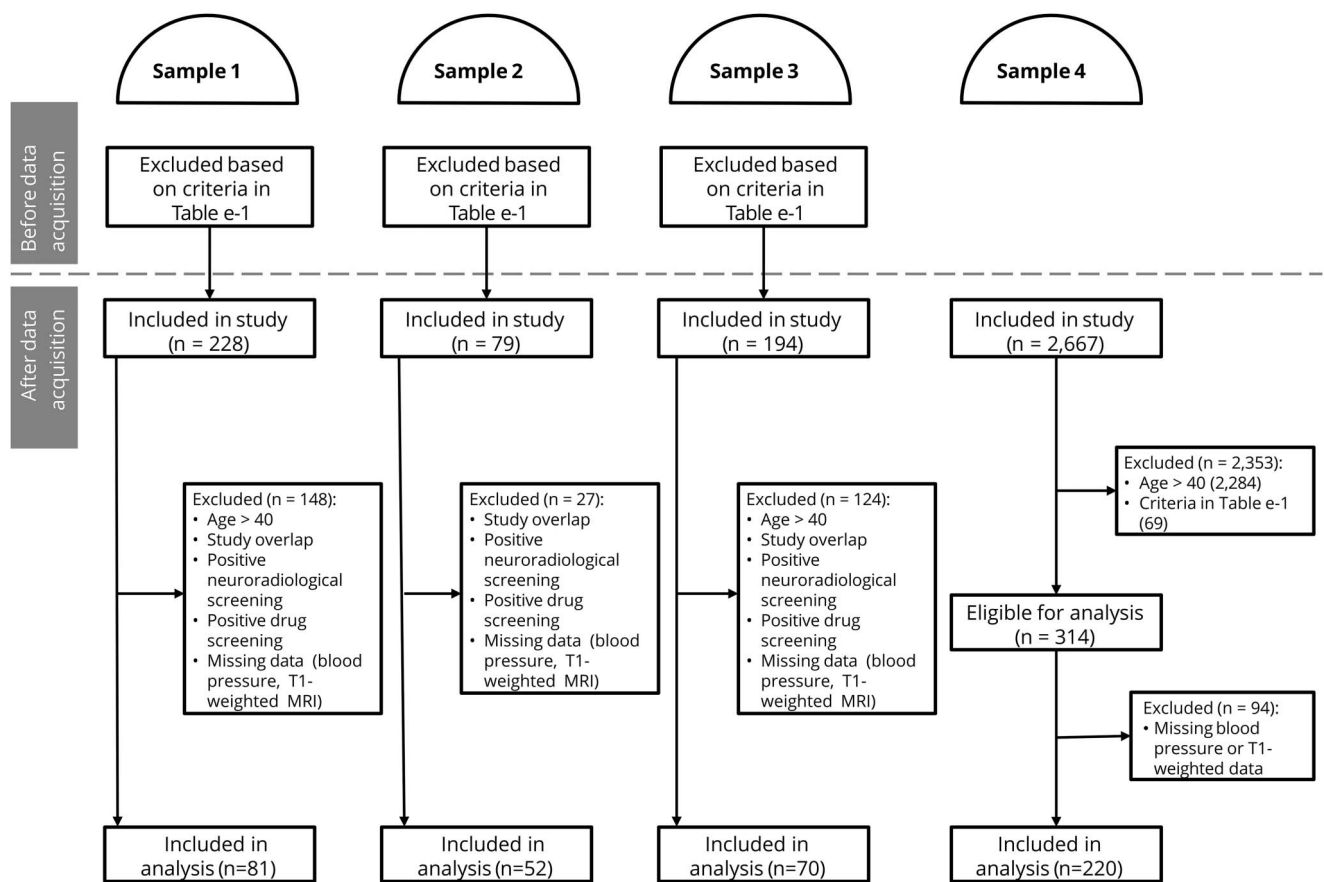 Sample 1
Sample 2
Sample 3
Sample 4
Before data
acquisition
Excluded based
on criteria in
Table e-1
Excluded based
on criteria in
Table e-1
Excluded based
on criteria in
Table e-1
After data
acquisition
Included in study
(n = 228)
Included in study
(n = 79)
Included in study
(n = 194)
Included in study
(n = 2,667)
Excluded (n = 148):
• Age > 40
• Study overlap
• Positive
neuroradiological
screening
• Positive drug
screening
• Missing data (blood
pressure, T1-
weighted MRI)
Excluded (n = 27):
• Study overlap
• Positive
neuroradiological
screening
• Positive drug
screening
• Missing data (blood
pressure, T1-
weighted MRI)
Excluded (n = 124):
• Age > 40
• Study overlap
• Positive
neuroradiological
screening
• Positive drug
screening
• Missing data (blood
pressure, T1-
weighted MRI)
Excluded (n = 2,353):
• Age > 40 (2,284)
• Criteria in Table e-1
(69)
Eligible for analysis
(n = 314)
Excluded (n = 94):
• Missing blood
pressure or T1-
weighted data
Included in
analysis (n=81)
Included in
analysis (n=52)
Included in
analysis (n=70)
Included in
analysis (n=220)